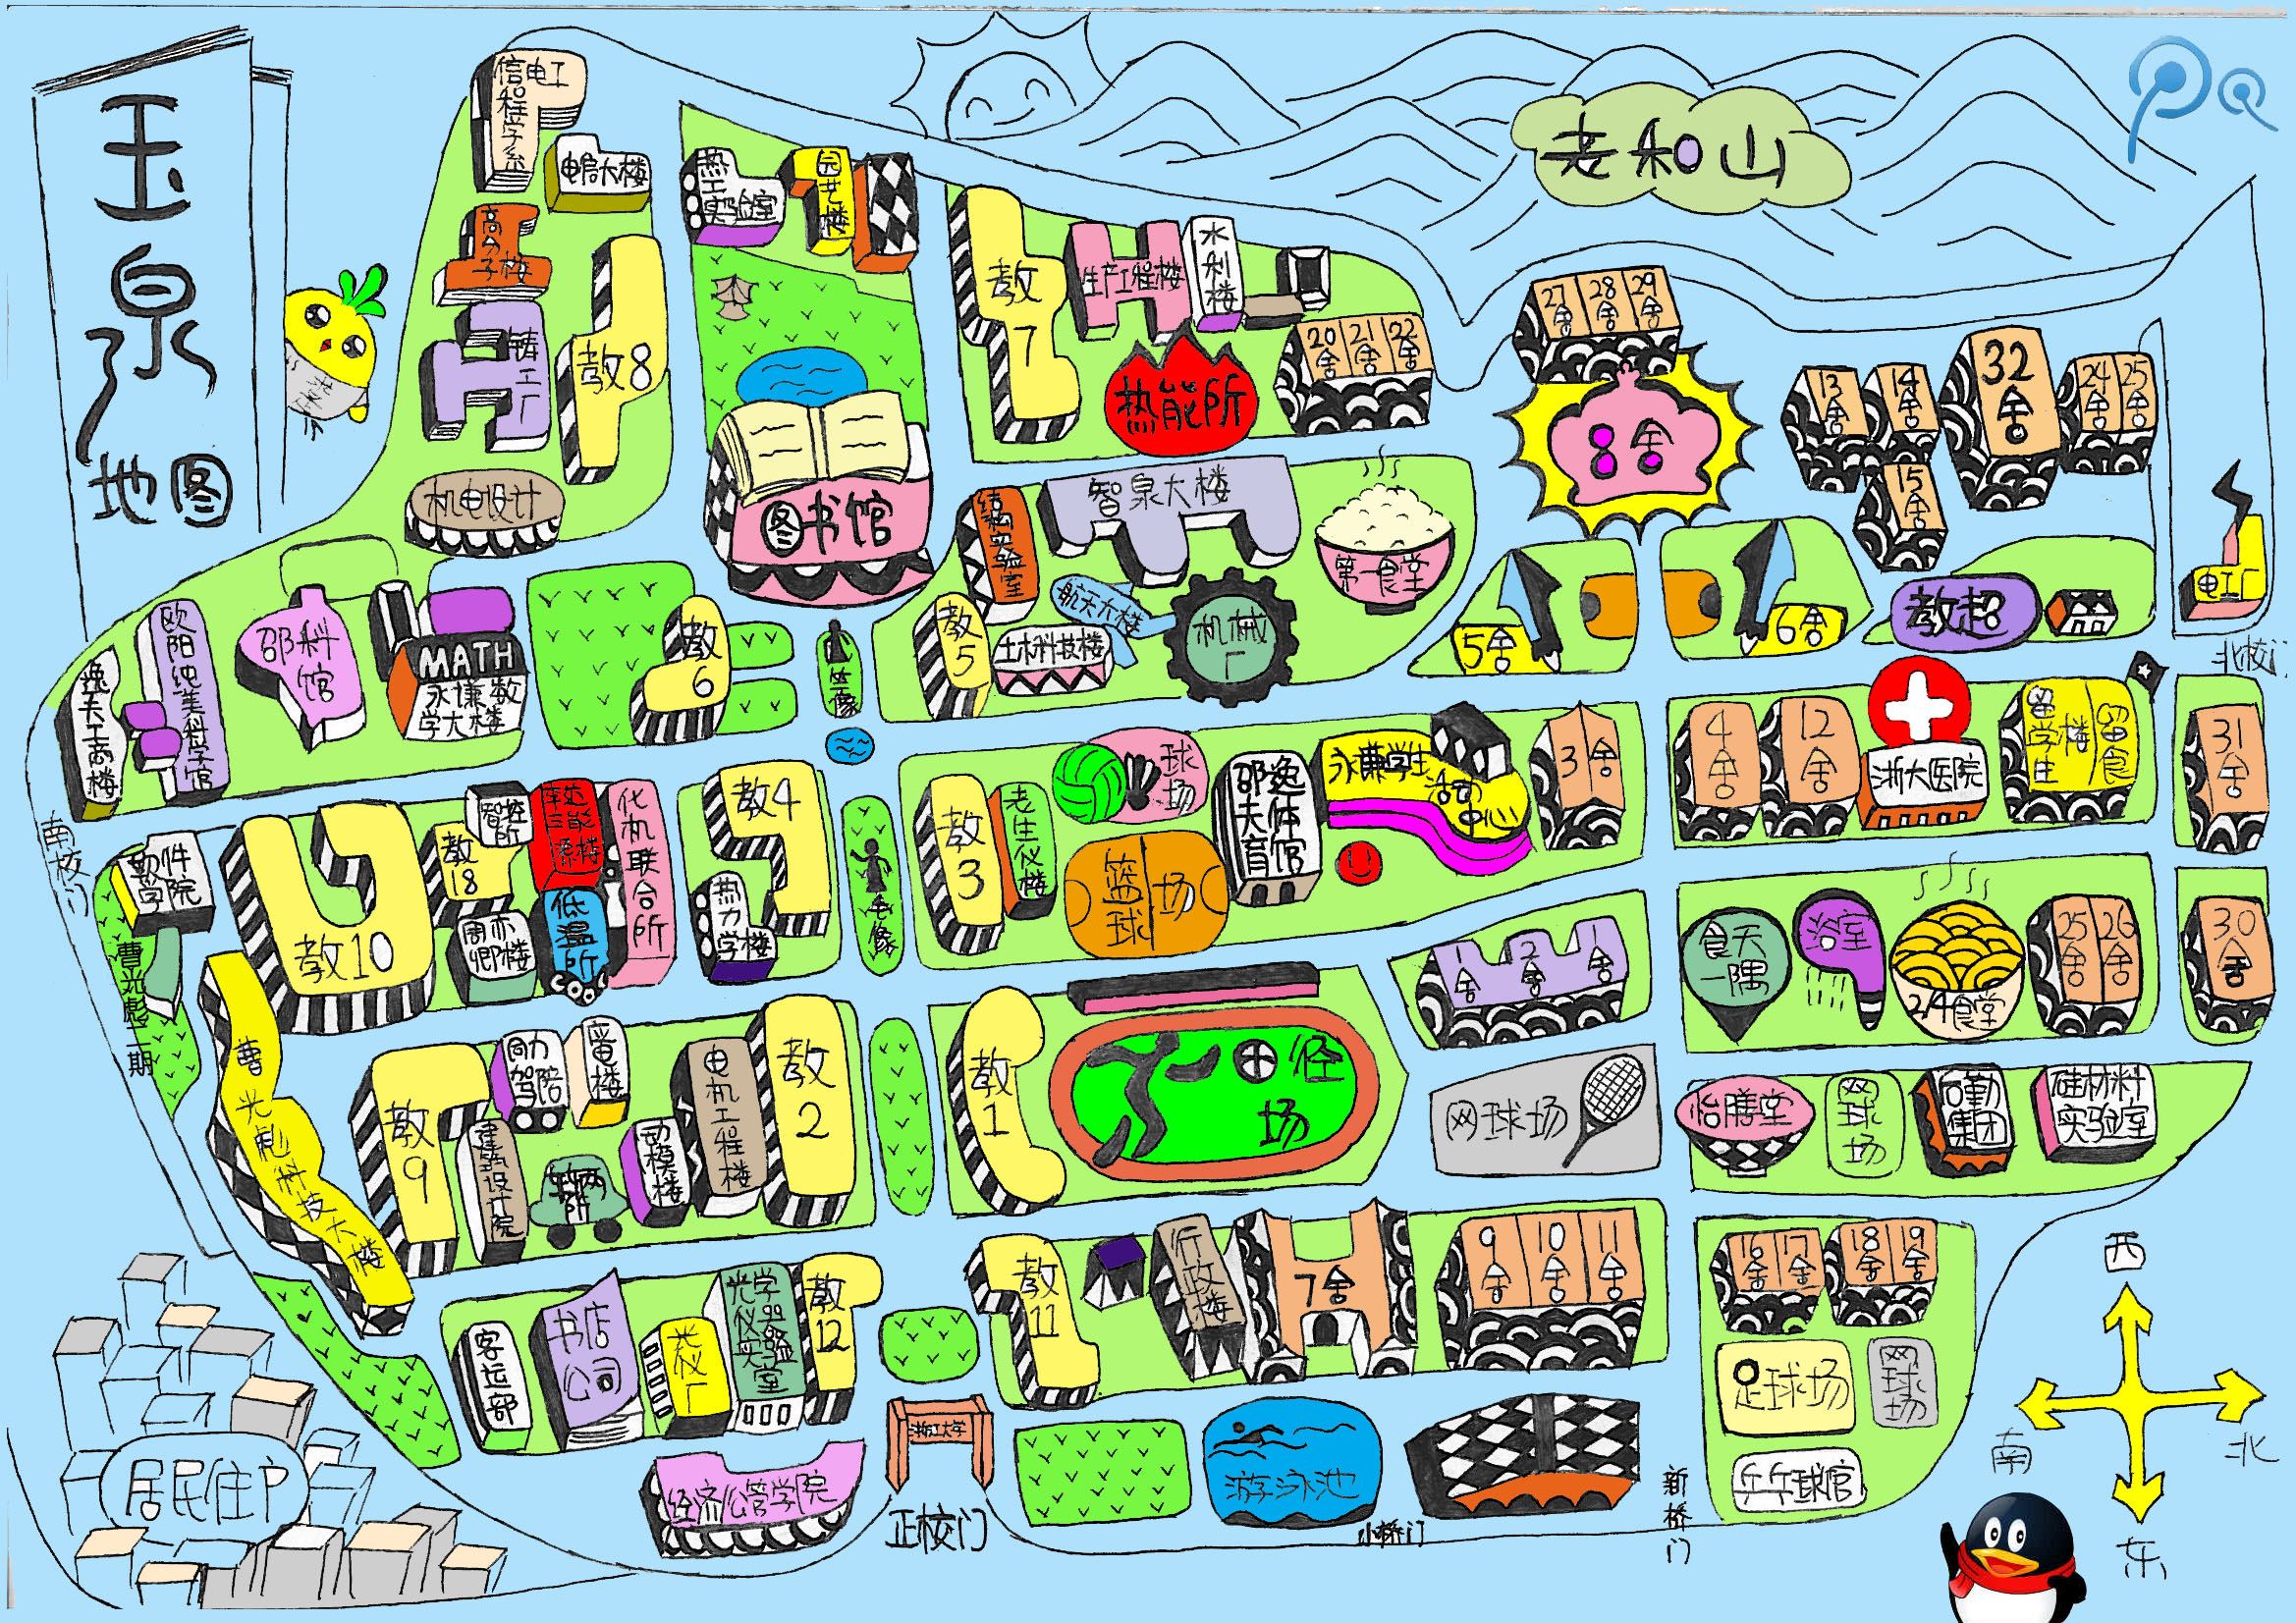 玉泉
地图
老和山
信电工
程学系
电信大楼
高分子楼
铸工厂
教8
机电设计
热工实验室
园艺楼
图书馆
教7
生产工程楼
水利楼
热能所
20舍
21舍
22舍
27舍
28舍
29舍
8舍
13舍
14舍
15舍
32舍
24舍
25舍
电工厂
北校门
结构实验室
智泉大楼
第一食堂
教5
航天大楼
土木科技楼
机械厂
5舍
6舍
教超
逸夫工商楼
欧阳纯美科学馆
邵科馆
MATH
永谦数
学大楼
教6
竺像
南校门
软件
学院
曹光彪二期
教10
教18
智控所
周亦卿楼
低温所
化机联合所
教4
热力学楼
毛像
教3
老生仪楼
球场
篮球场
邵逸夫体育馆
永谦学生
活动
中心
3舍
4舍
12舍
浙大医院
留学生楼
留食
31舍
1舍
2舍
1舍
食天一隅
浴室
2/4食堂
25舍
26舍
30舍
曹光彪科技大楼
教9
建筑设计院
车辆所
动模楼
电机工程楼
教2
教1
田径场
网球场
怡膳堂
网球场
后勤集团
硅材料
实验室
客运部
书店公司
光仪厂
光学仪器实验室
教12
教11
行政楼
7舍
9舍
10舍
11舍
16舍
17舍
18舍
19舍
足球场
网球场
乒乓球馆
居民住户
经济公管学院
浙江大学
正校门
游泳池
小桥门
新桥门
西
南
北
东